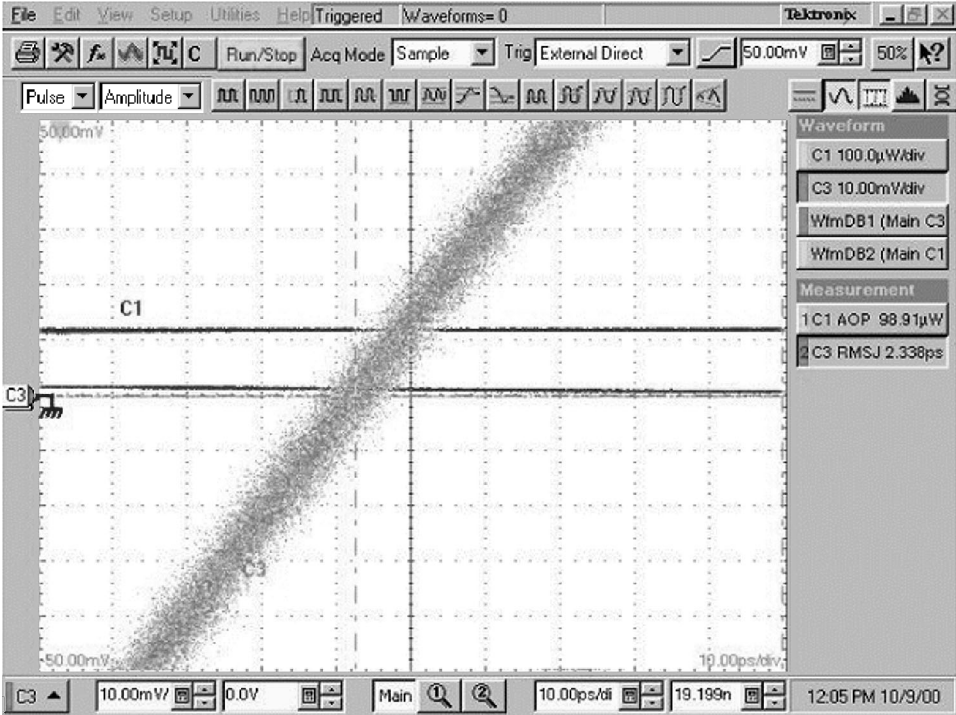 File Edit View Setup Utilities Help Triggered Waveforms= 0 Tektronix
C Run/Stop Acq Mode Sample Trig External Direct 50.00mV 50%
Pulse Amplitude
50.00mV
Waveform
C1 100.0µW/div
C3 10.00mV/div
WfmDB1 (Main C3
WfmDB2 (Main C1
Measurement
1 C1 AOP 98.91µW
2 C3 RMSJ 2.338ps
C1
C3
C3
-50.00mV
10.00ps/div
C3 10.00mV/ 0.0V Main 1 2 10.00ps/di 19.199n 12:05 PM 10/9/00